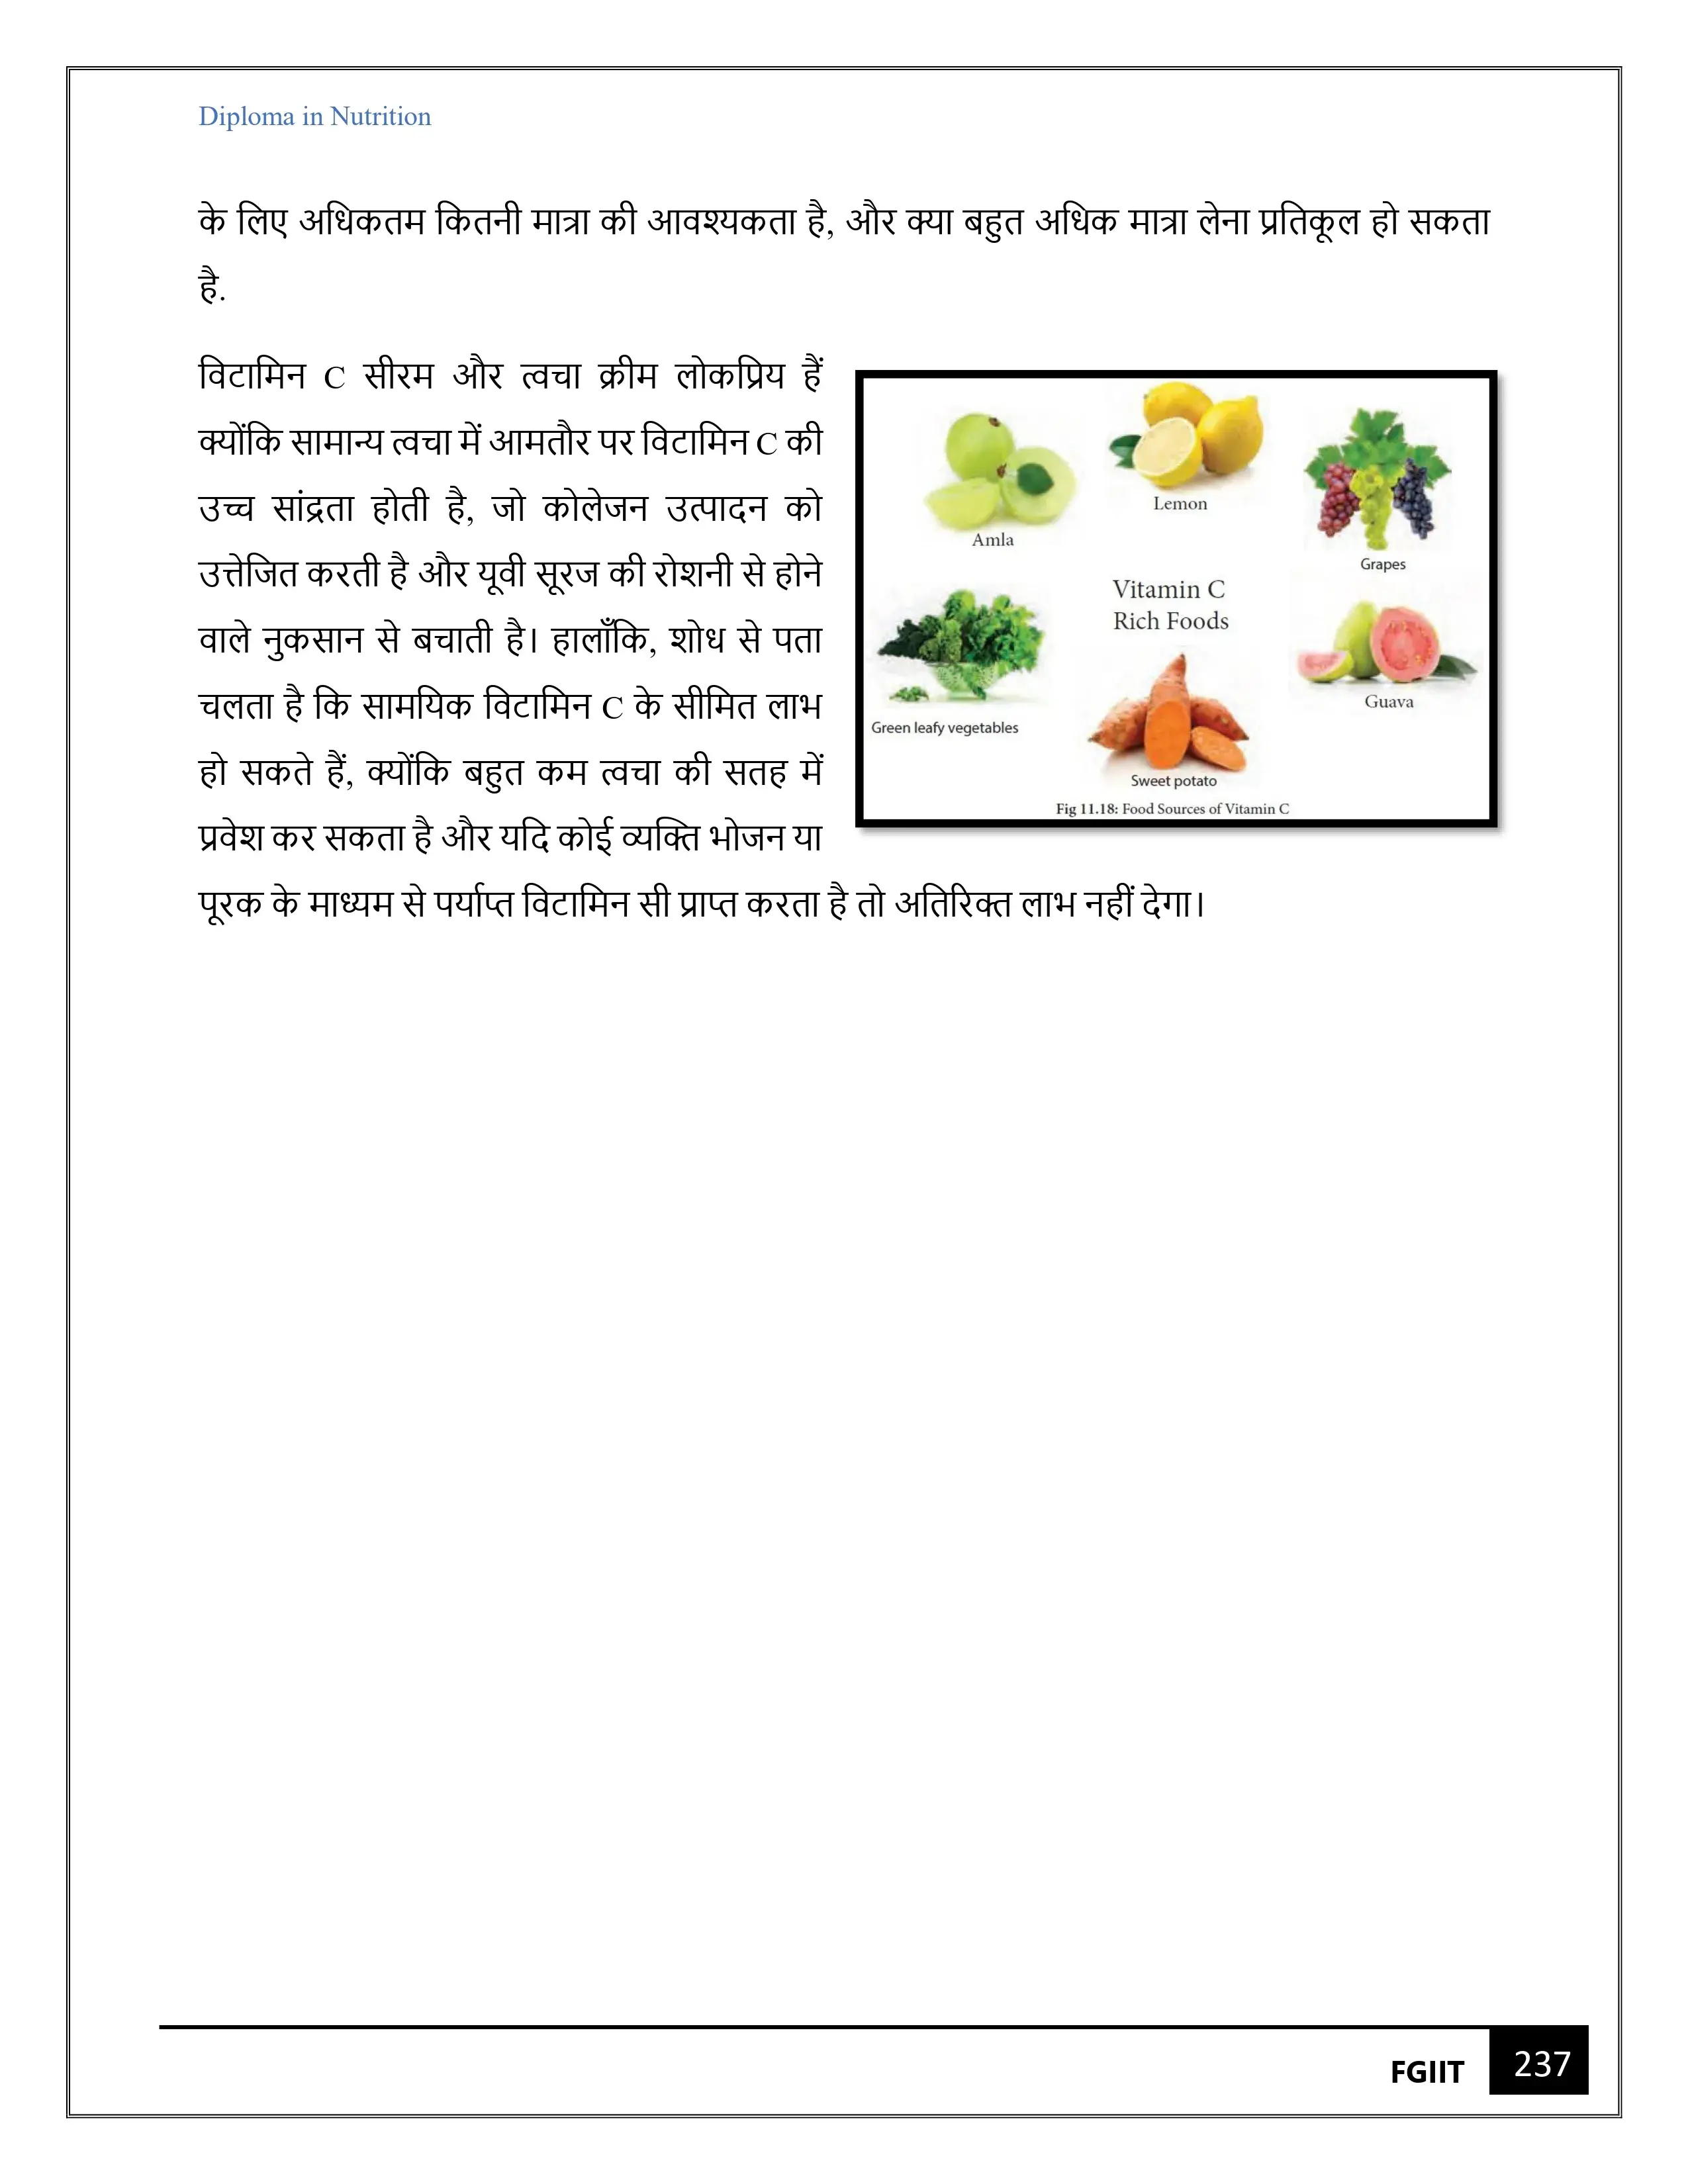 Diploma in Nutrition
के लिए अधिकतम कितनी मात्रा की आवश्यकता है, और क्या बहुत अधिक मात्रा लेना प्रतिकूल हो सकता
है.
विटामिन C सीरम और त्वचा क्रीम लोकप्रिय हैं
क्योंकि सामान्य त्वचा में आमतौर पर विटामिन C की
उच्च सांद्रता होती है, जो कोलेजन उत्पादन को
उत्तेजित करती है और यूवी सूरज की रोशनी से होने
वाले नुकसान से बचाती है। हालाँकि, शोध से पता
चलता है कि सामयिक विटामिन C के सीमित लाभ
हो सकते हैं, क्योंकि बहुत कम त्वचा की सतह में
प्रवेश कर सकता है और यदि कोई व्यक्ति भोजन या
पूरक के माध्यम से पर्याप्त विटामिन सी प्राप्त करता है तो अतिरिक्त लाभ नहीं देगा।
Lemon
Amla
Grapes
Vitamin C
Rich Foods
Guava
Green leafy vegetables
Sweet potato
Fig 11.18: Food Sources of Vitamin C
FGIIT
237